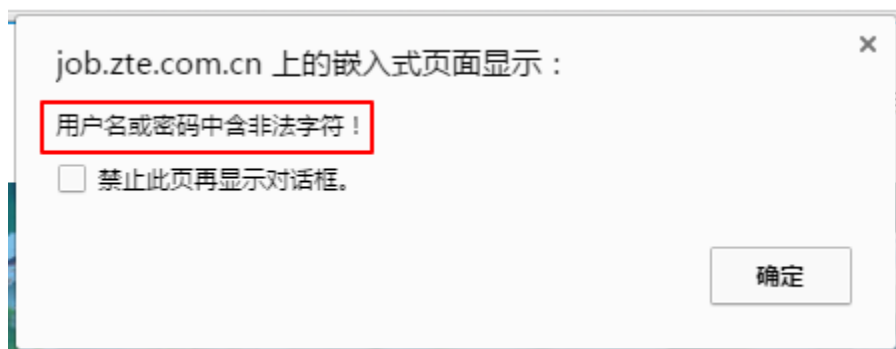 job.zte.com.cn 上的嵌入式页面显示：
用户名或密码中含非法字符！
禁止此页再显示对话框。
确定